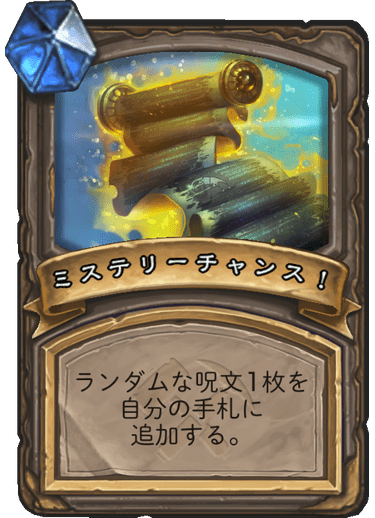 ミステリーチャンス！
ランダムな呪文1枚を
自分の手札に
追加する。